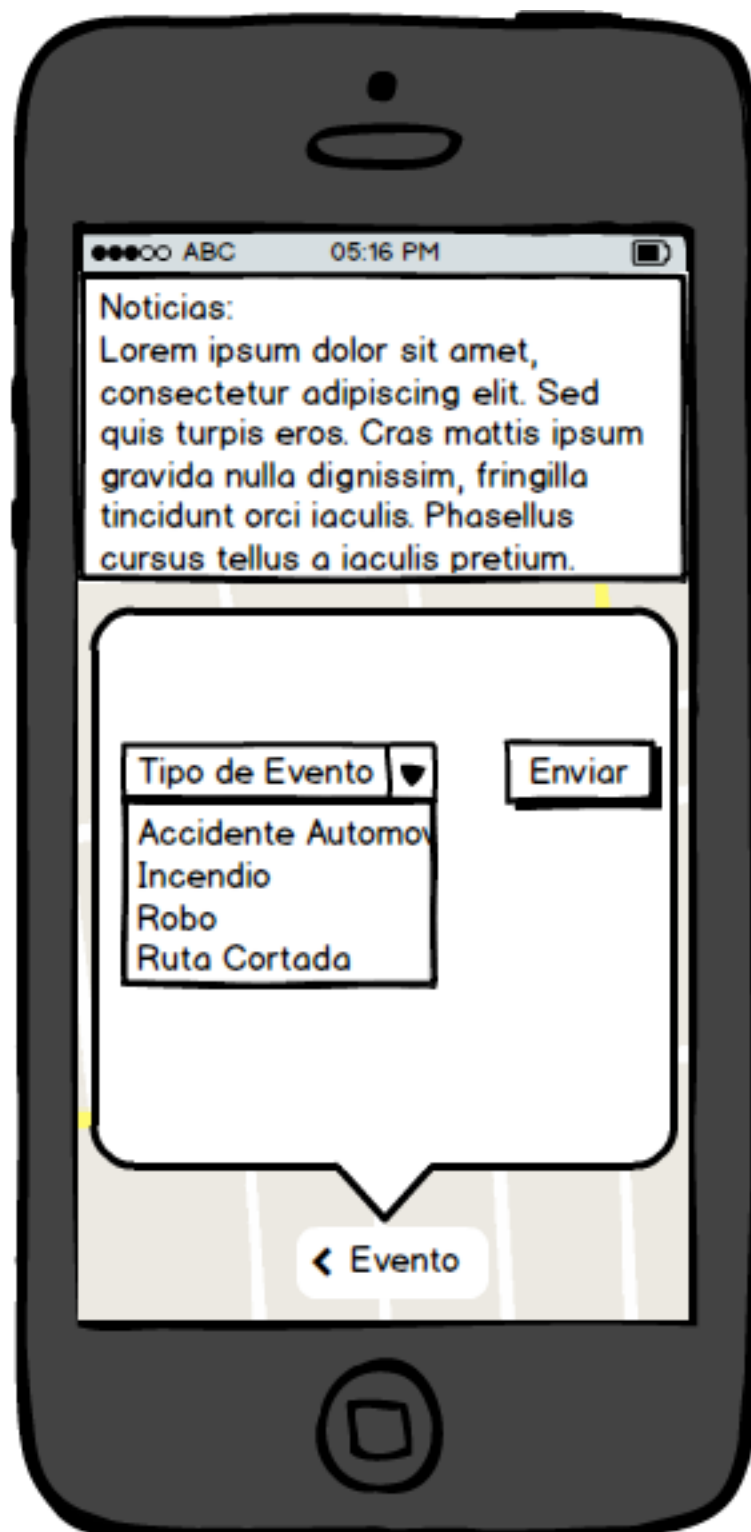 ABC 05:16 PM
Noticias:
Lorem ipsum dolor sit amet,
consectetur adipiscing elit. Sed
quis turpis eros. Cras mattis ipsum
gravida nulla dignissim, fringilla
tincidunt orci iaculis. Phasellus
cursus tellus a iaculis pretium.
Tipo de Evento Enviar
Accidente Automov
Incendio
Robo
Ruta Cortada
Evento